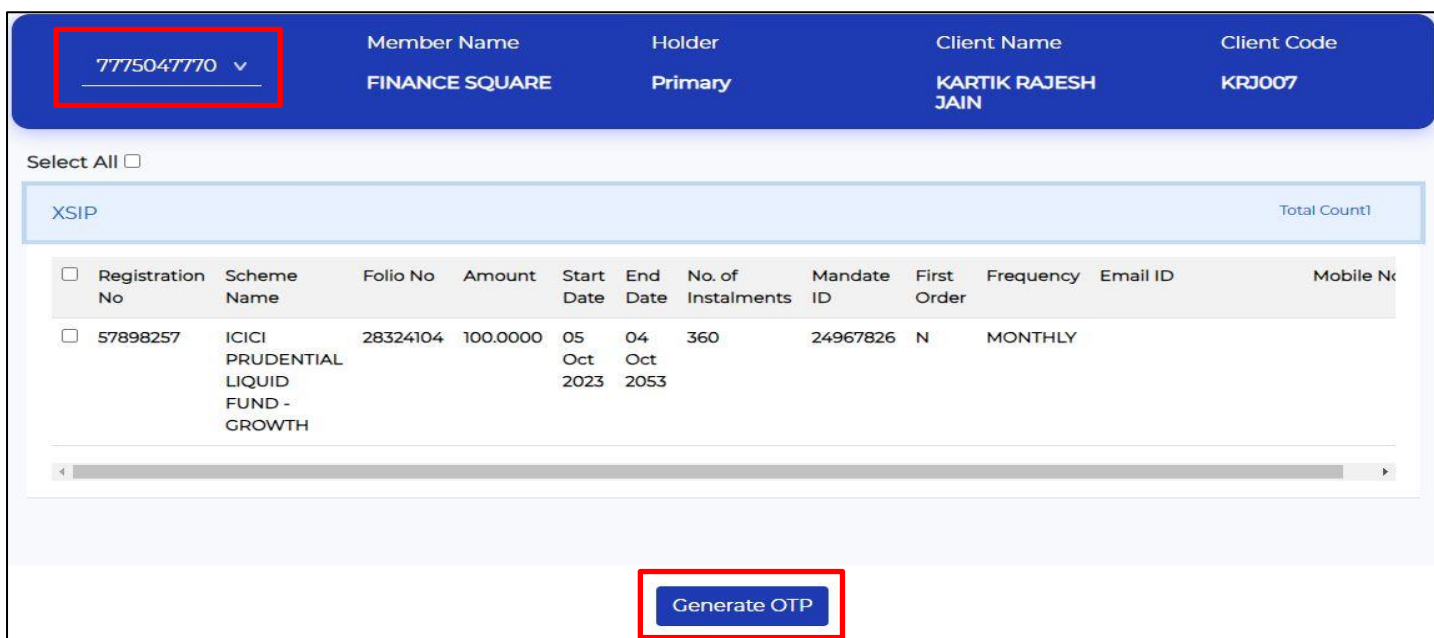 7775047770
Member Name Holder Client Name Client Code
FINANCE SQUARE Primary KARTIK RAJESH KRJ007
JAIN
Select All
XSIP Total Count1
Registration Scheme Folio No Amount Start End No. of Mandate First Frequency Email ID Mobile No
No Name Date Date Instalments ID Order
57898257 ICICI 28324104 100.0000 05 04 360 24967826 N MONTHLY
PRUDENTIAL Oct Oct
LIQUID 2023 2053
FUND -
GROWTH
Generate OTP